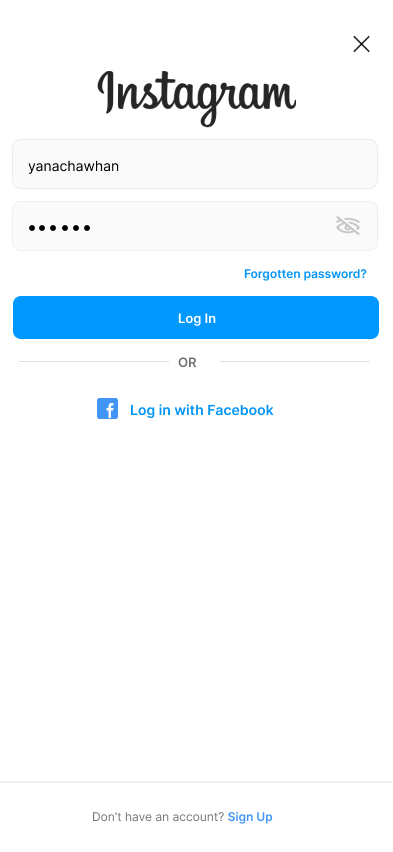 Instagram
yanachawhan
••••••
Forgotten password?
Log In
OR
Log in with Facebook
Don't have an account? Sign Up